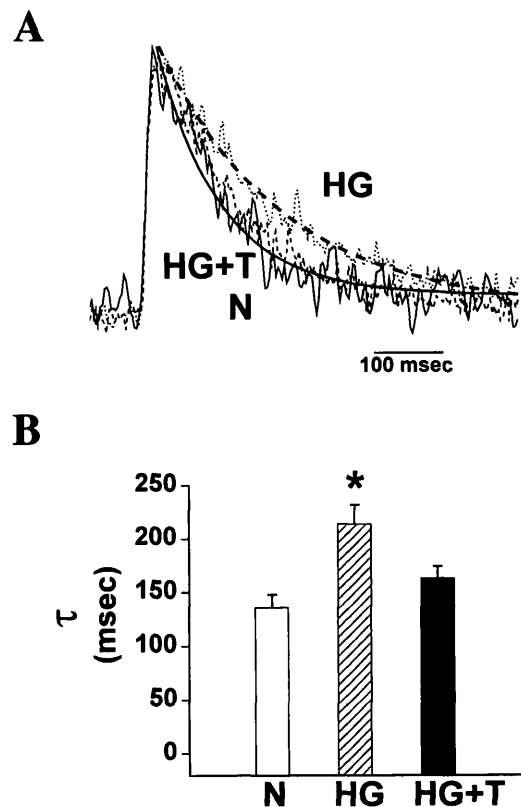 A
HG
HG+T
N
100 msec
B
*
250
200
150
100
50
0
τ
(msec)
N HG HG+T